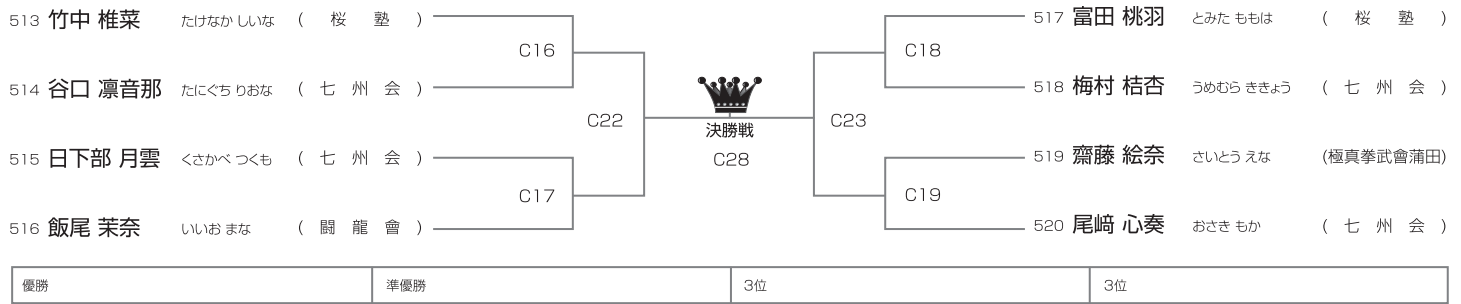 513 竹中 椎菜 たけなか しいな ( 桜 塾 )
C16
514 谷口 凛音那 たにぐち りおな ( 七 州 会 )
C22
515 日下部 月雲 くさかべ つくも ( 七 州 会 )
C17
516 飯尾 茉奈 いいお まな ( 闘 龍 會 )
決勝戦
C28
517 富田 桃羽 とみた ももは ( 桜 塾 )
C18
518 梅村 桔杏 うめむら ききょう ( 七 州 会 )
C23
519 齋藤 絵奈 さいとう えな (極真拳武會蒲田)
C19
520 尾﨑 心奏 おさき もか ( 七 州 会 )
優勝 準優勝 3位 3位